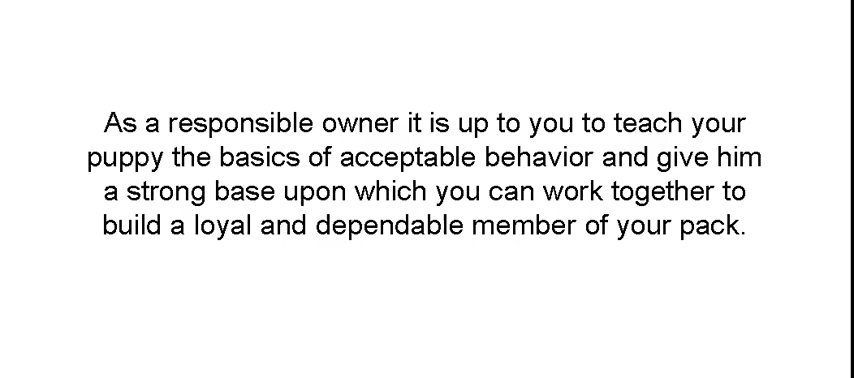 As a responsible owner it is up to you to teach your
puppy the basics of acceptable behavior and give him
a strong base upon which you can work together to
build a loyal and dependable member of your pack.